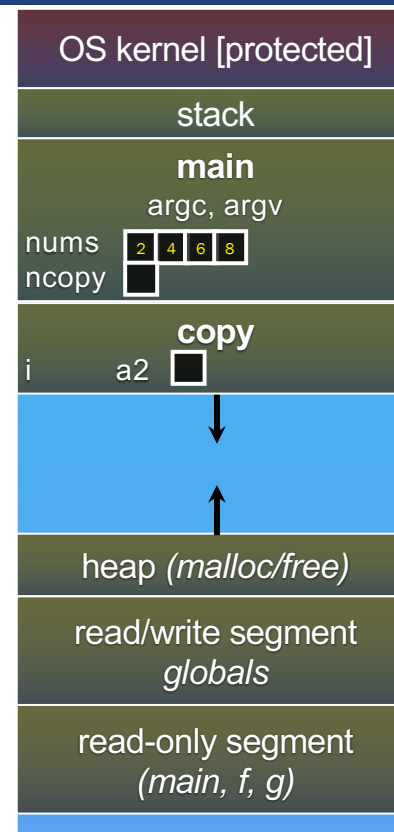 OS kernel [protected]
stack
main
argc, argv
nums 2 4 6 8
ncopy
copy
i a2
heap (malloc/free)
read/write segment
globals
read-only segment
(main, f, g)